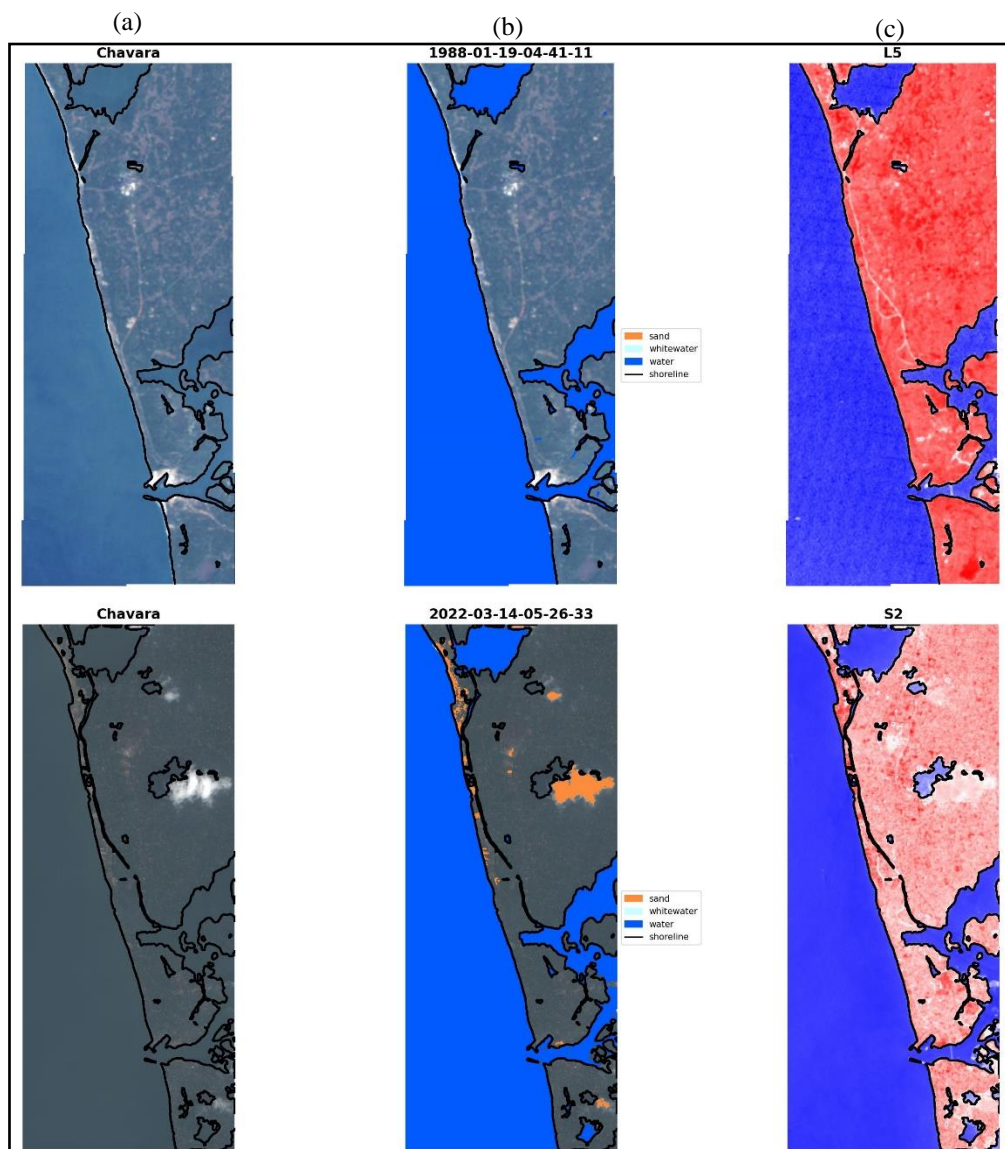 (a) (b) (c)
Chavara 1988-01-19-04-41-11 L5
sand
whitewater
water
shoreline
Chavara 2022-03-14-05-26-33 S2
sand
whitewater
water
shoreline